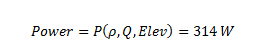 Power = P(ρ, Q, Elev) = 314 W